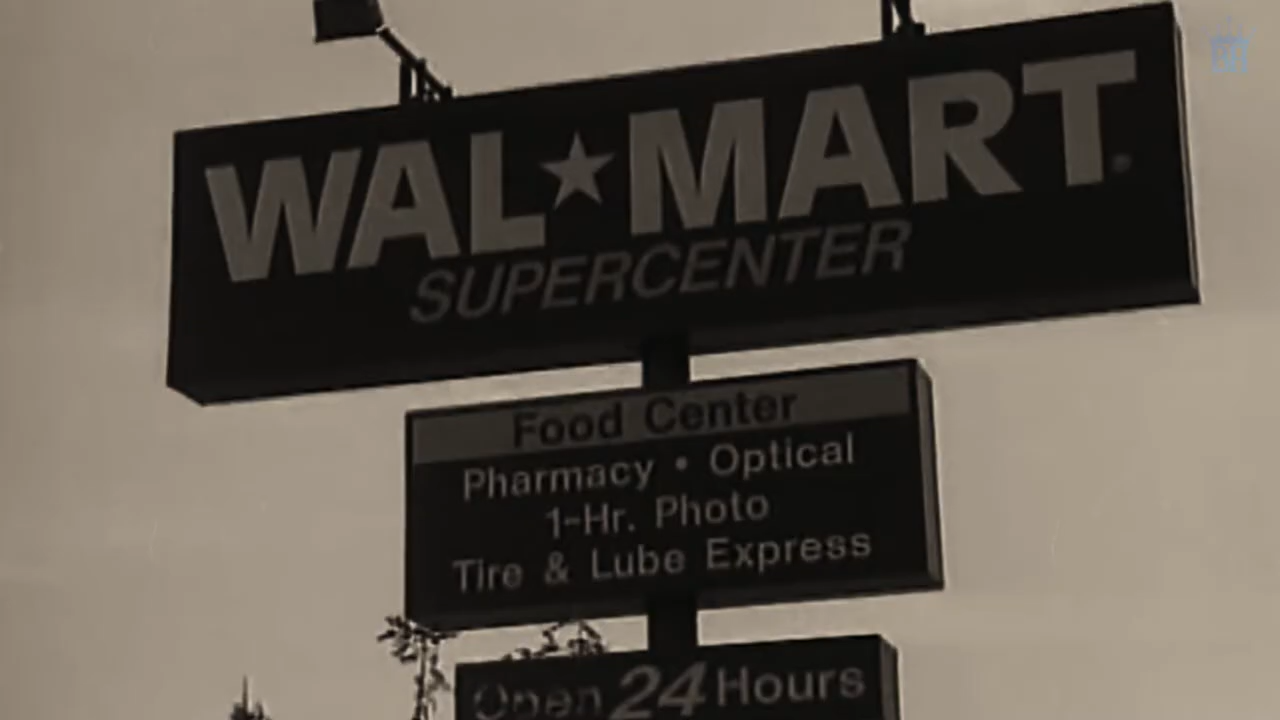 WAL★MART
SUPERCENTER
Food Center
Pharmacy • Optical
1-Hr. Photo
Tire & Lube Express
Open 24 Hours